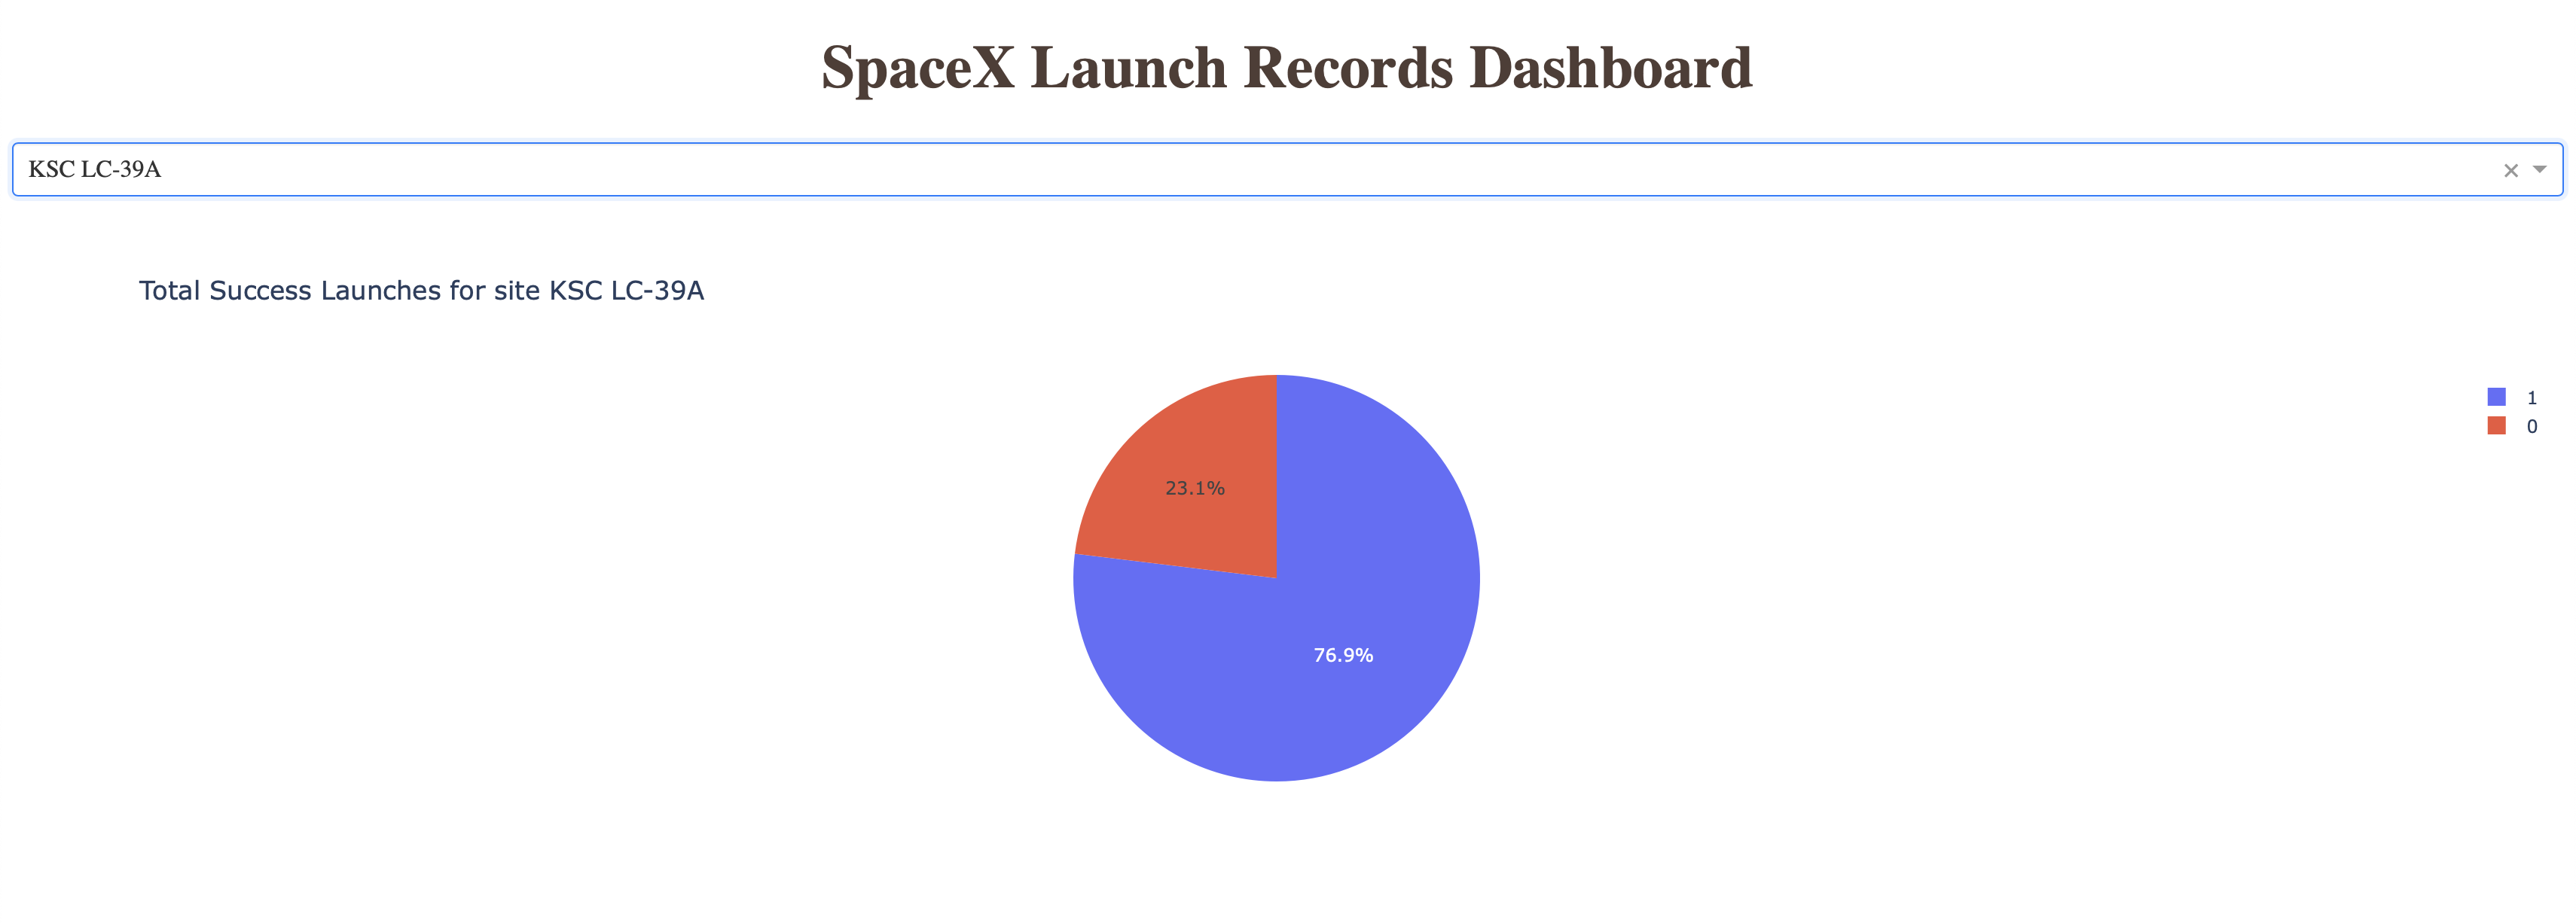 SpaceX Launch Records Dashboard
KSC LC-39A
Total Success Launches for site KSC LC-39A
1
0
23.1%
76.9%